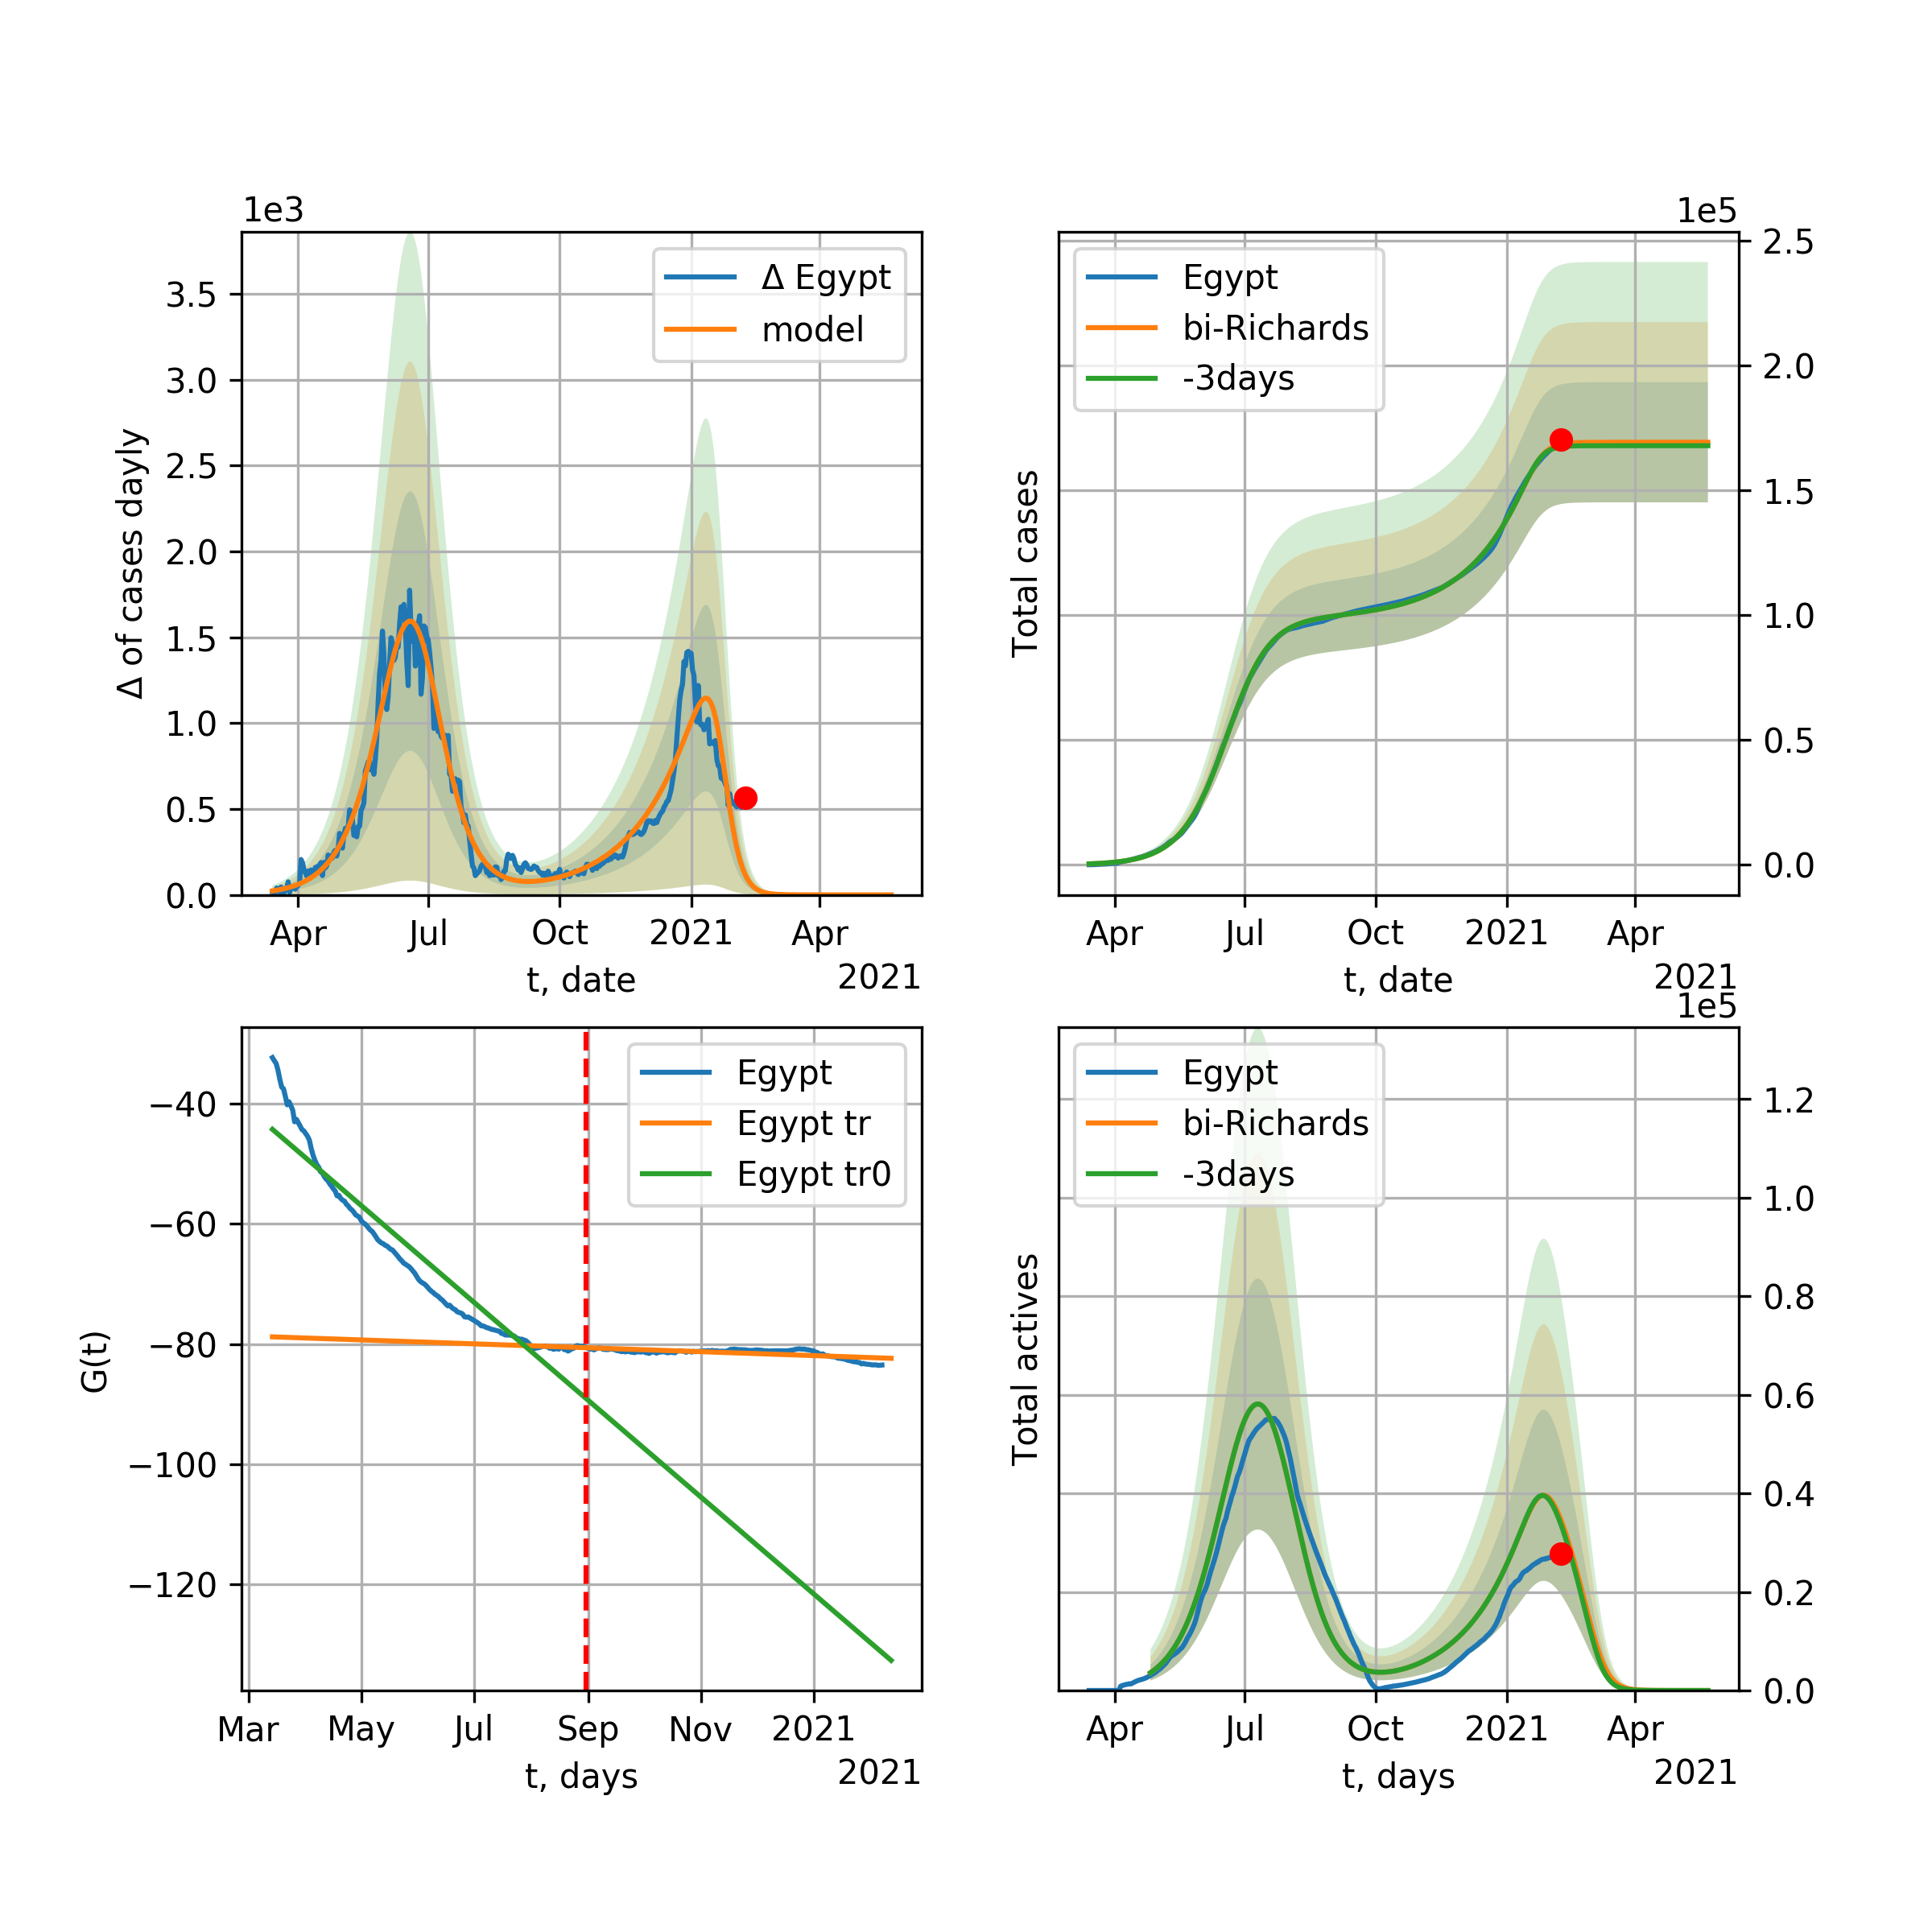 1e3
Δ of cases dayly
3.5
3.0
2.5
2.0
1.5
1.0
0.5
0.0
Δ Egypt
model
Apr
Jul
Oct
2021
Apr
t, date
2021
1e5
Total cases
Egypt
bi-Richards
-3days
2.5
2.0
1.5
1.0
0.5
0.0
Apr
Jul
Oct
2021
Apr
t, date
2021
G(t)
−40
−60
−80
−100
−120
Egypt
Egypt tr
Egypt tr0
Mar
May
Jul
Sep
Nov
2021
t, days
2021
1e5
Total actives
Egypt
bi-Richards
-3days
1.2
1.0
0.8
0.6
0.4
0.2
0.0
Apr
Jul
Oct
2021
Apr
t, days
2021